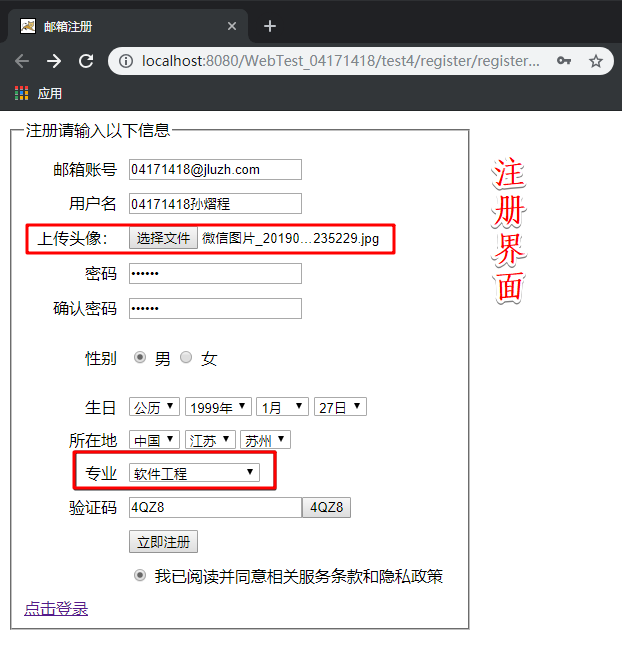 邮箱注册
localhost:8080/WebTest_04171418/test4/register/register...
应用
注册请输入以下信息
邮箱账号 04171418@jluzh.com
用户名 04171418孙熠程
上传头像： 选择文件 微信图片_20190...235229.jpg
密码 ••••••
确认密码 ••••••
性别 男 女
生日 公历 1999年 1月 27日
所在地 中国 江苏 苏州
专业 软件工程
验证码 4QZ8 4QZ8
立即注册
我已阅读并同意相关服务条款和隐私政策
点击登录
注册界面